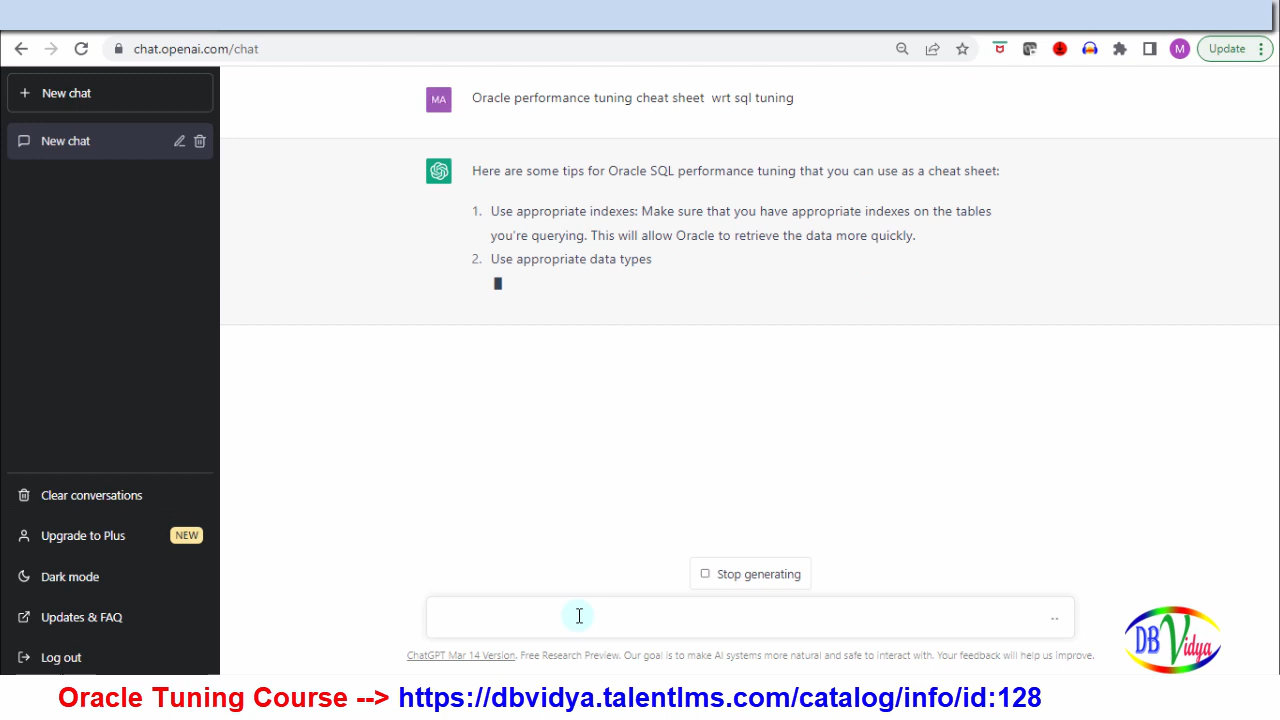 chat.openai.com/chat
M
Update
New chat
New chat
MA
Oracle performance tuning cheat sheet  wrt sql tuning
Here are some tips for Oracle SQL performance tuning that you can use as a cheat sheet:
1. Use appropriate indexes: Make sure that you have appropriate indexes on the tables
you're querying. This will allow Oracle to retrieve the data more quickly.
2. Use appropriate data types
Clear conversations
Upgrade to Plus
NEW
Dark mode
Updates & FAQ
Log out
Stop generating
ChatGPT Mar 14 Version. Free Research Preview. Our goal is to make AI systems more natural and safe to interact with. Your feedback will help us improve.
DB Vidya
Oracle Tuning Course --> https://dbvidya.talentlms.com/catalog/info/id:128